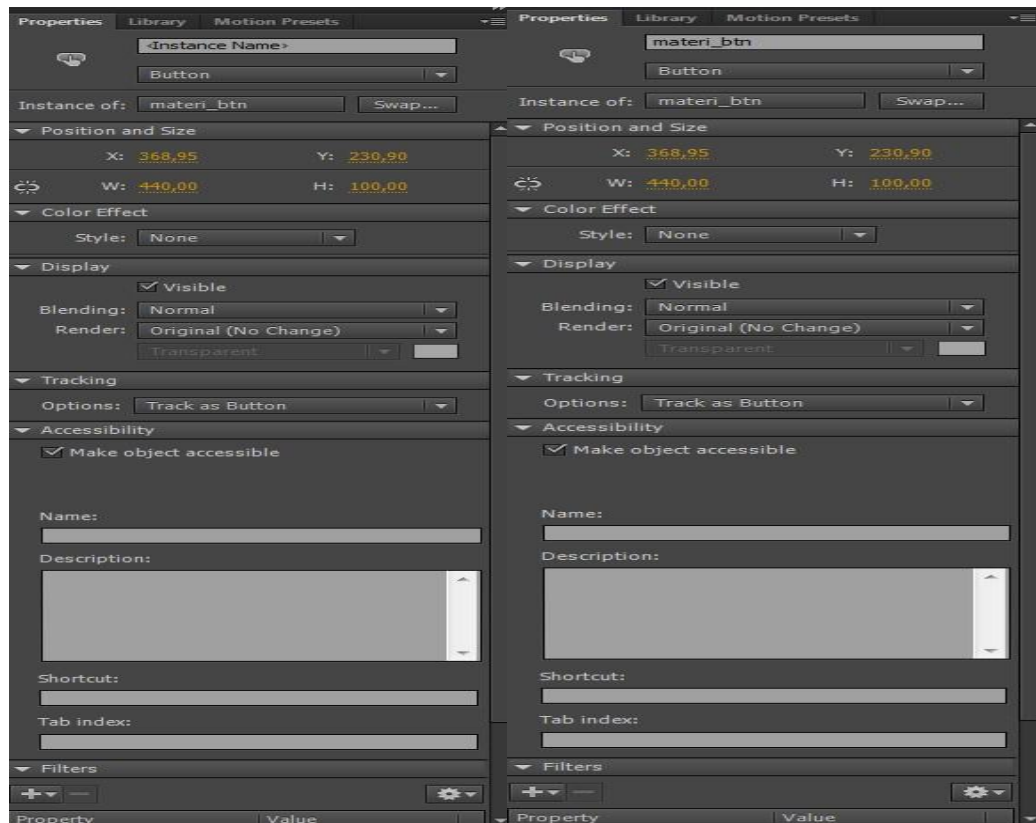 Properties Library Motion Presets
<Instance Name>
Button
Instance of: materi_btn Swap...
Position and Size
X: 368,95 Y: 230,90
W: 440,00 H: 100,00
Color Effect
Style: None
Display
Visible
Blending: Normal
Render: Original (No Change)
Transparent
Tracking
Options: Track as Button
Accessibility
Make object accessible
Name:
Description:
Shortcut:
Tab index:
Filters
Property Value
Properties Library Motion Presets
materi_btn
Button
Instance of: materi_btn Swap...
Position and Size
X: 368,95 Y: 230,90
W: 440,00 H: 100,00
Color Effect
Style: None
Display
Visible
Blending: Normal
Render: Original (No Change)
Transparent
Tracking
Options: Track as Button
Accessibility
Make object accessible
Name:
Description:
Shortcut:
Tab index:
Filters
Property Value